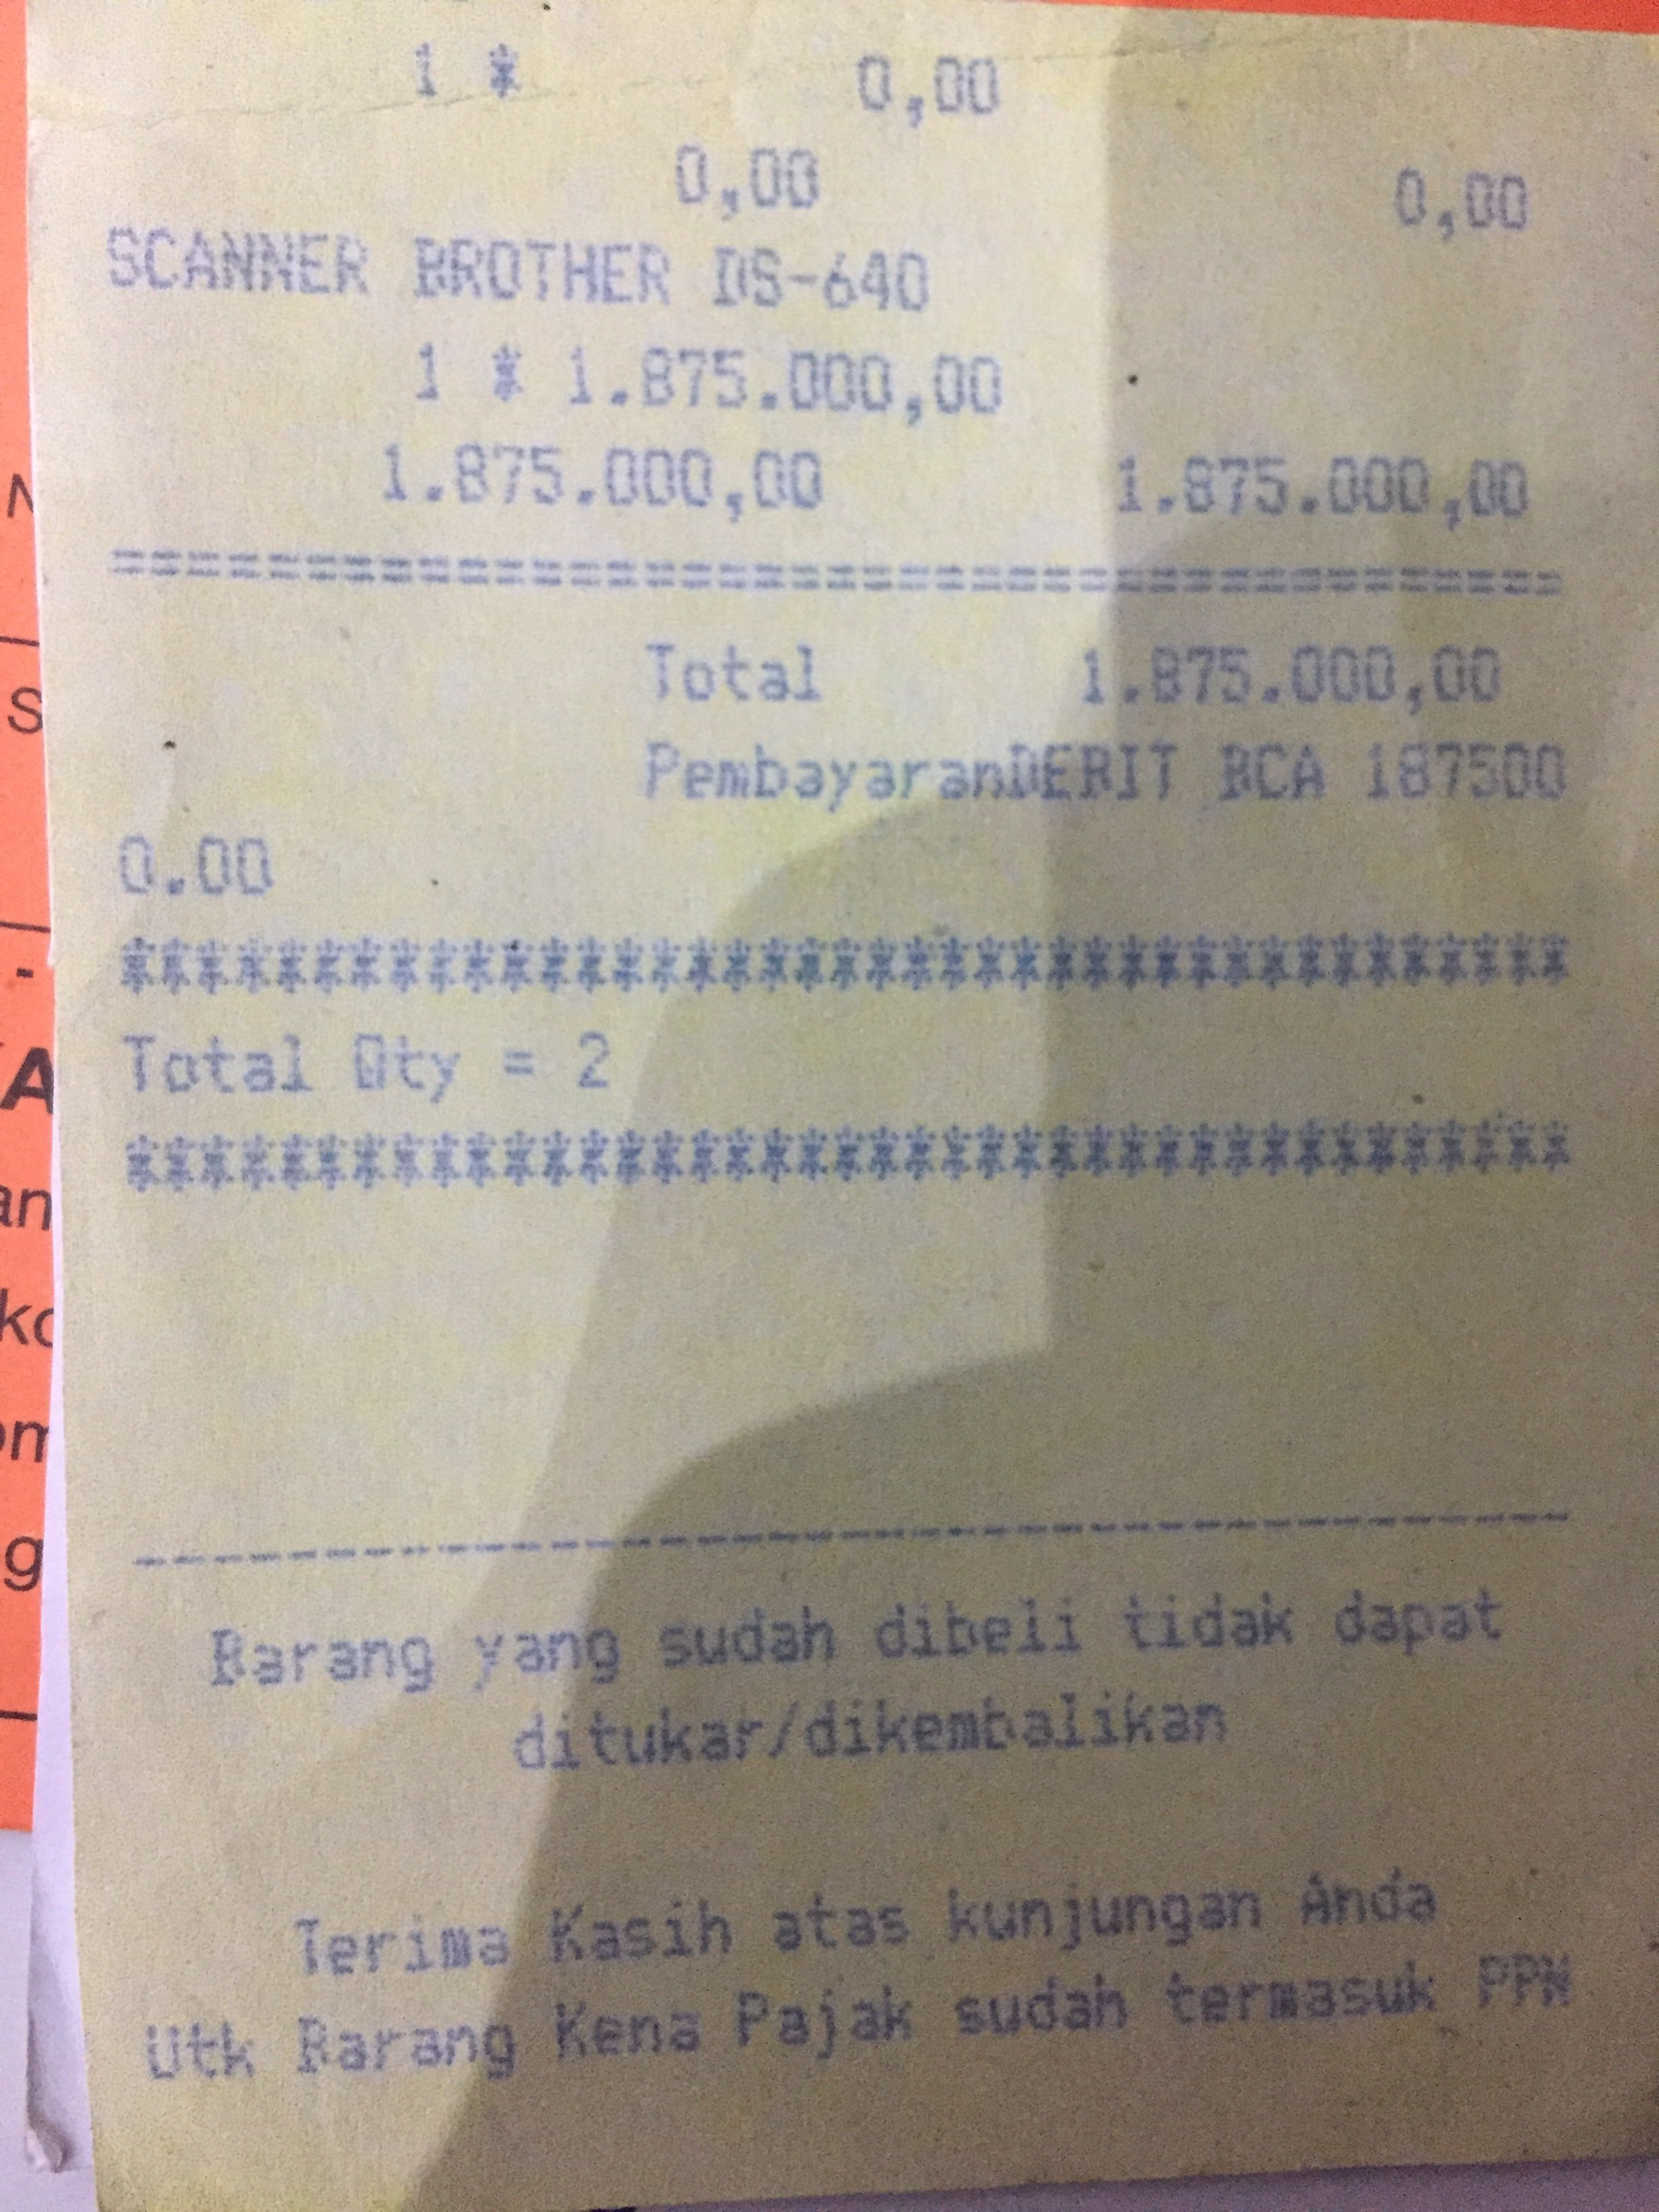 1 * 0,00
0,00 0,00
SCANNER BROTHER DS-640
1 * 1.875.000,00
1.875.000,00 1.875.000,00
========================================
Total 1.875.000,00
PembayaranDEBIT BCA 187500
0.00
****************************************
Total Qty = 2
****************************************
----------------------------------------
Barang yang sudah dibeli tidak dapat
ditukar/dikembalikan
Terima Kasih atas kunjungan Anda
Utk Barang Kena Pajak sudah termasuk PPN